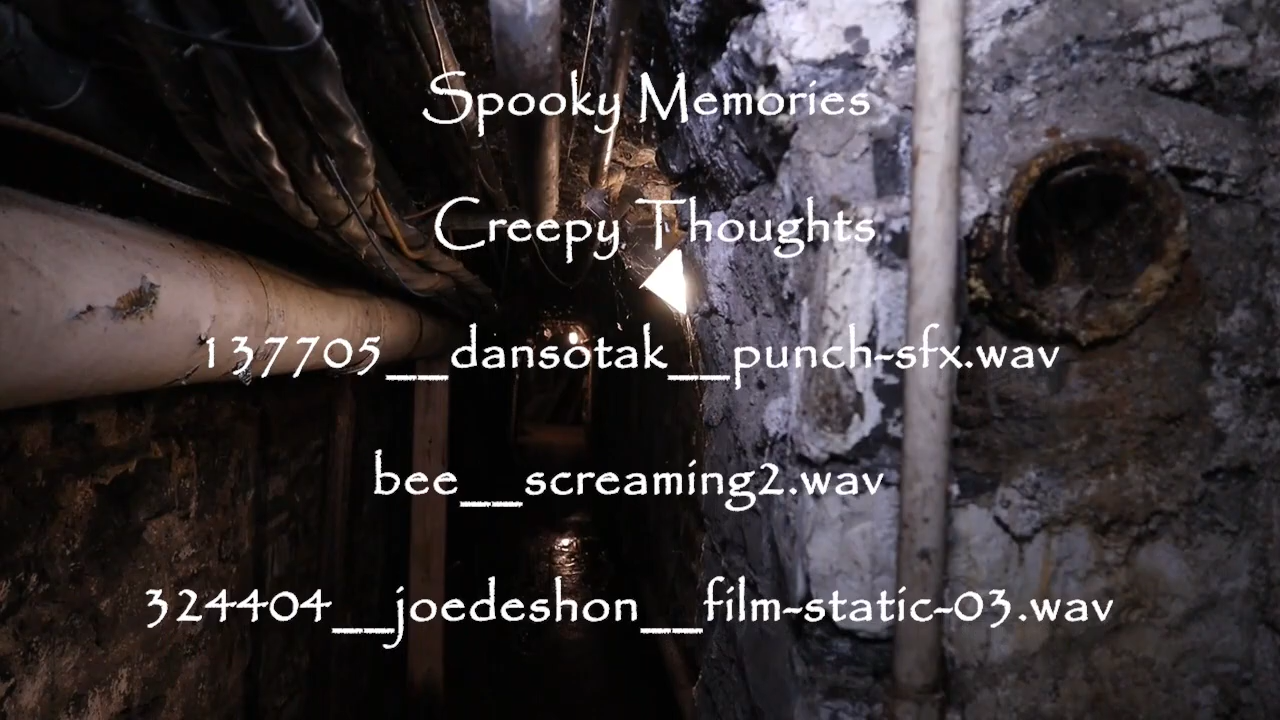 Spooky Memories
Creepy Thoughts
137705__dansotak__punch-sfx.wav
bee__screaming2.wav
324404__joedeshon__film-static-03.wav